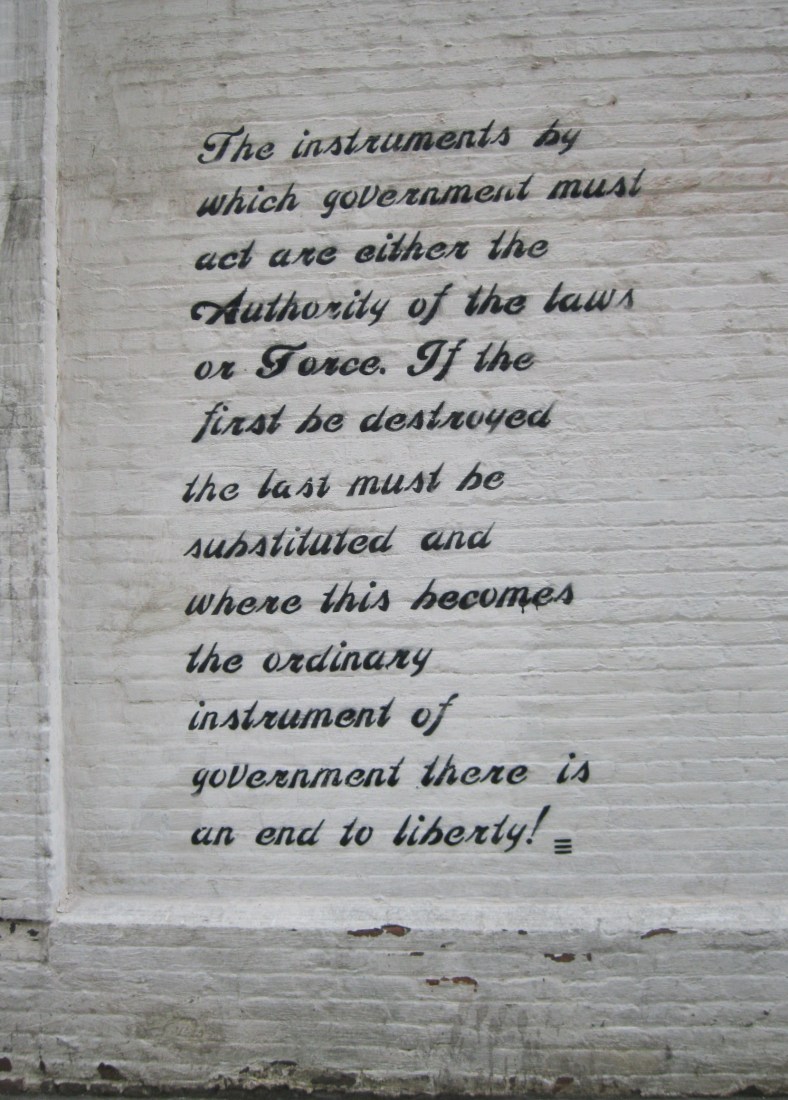 The instruments by
which government must
act are either the
Authority of the laws
or Force. If the
first be destroyed
the last must be
substituted and
where this becomes
the ordinary
instrument of
government there is
an end to liberty!